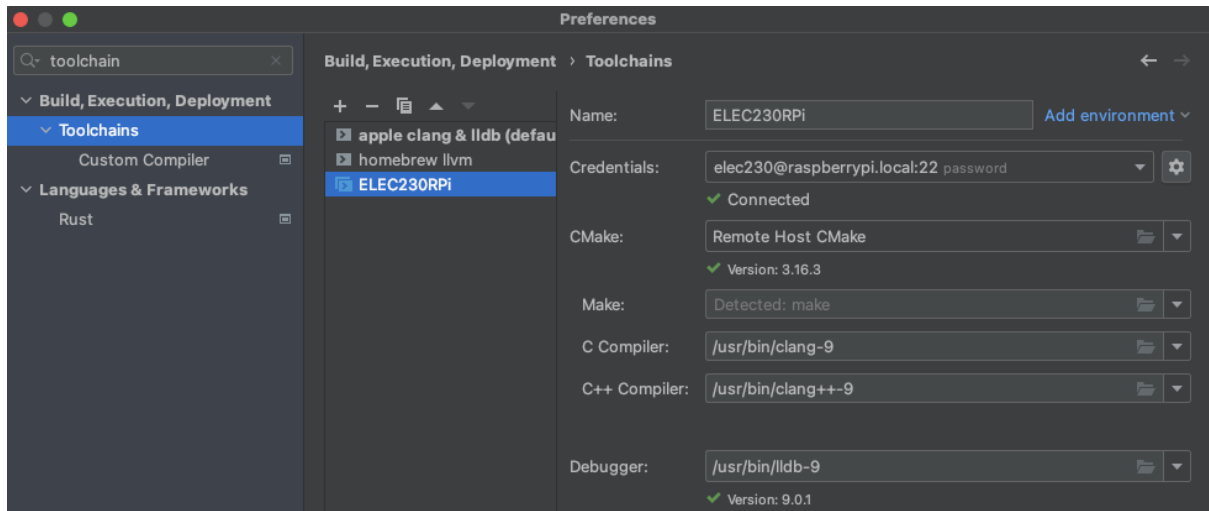 Preferences
toolchain
Build, Execution, Deployment
Toolchains
Custom Compiler
Languages & Frameworks
Rust
Build, Execution, Deployment › Toolchains
apple clang & lldb (defau
homebrew llvm
ELEC230RPi
Name: ELEC230RPi Add environment
Credentials: elec230@raspberrypi.local:22 password
Connected
CMake: Remote Host CMake
Version: 3.16.3
Make: Detected: make
C Compiler: /usr/bin/clang-9
C++ Compiler: /usr/bin/clang++-9
Debugger: /usr/bin/lldb-9
Version: 9.0.1